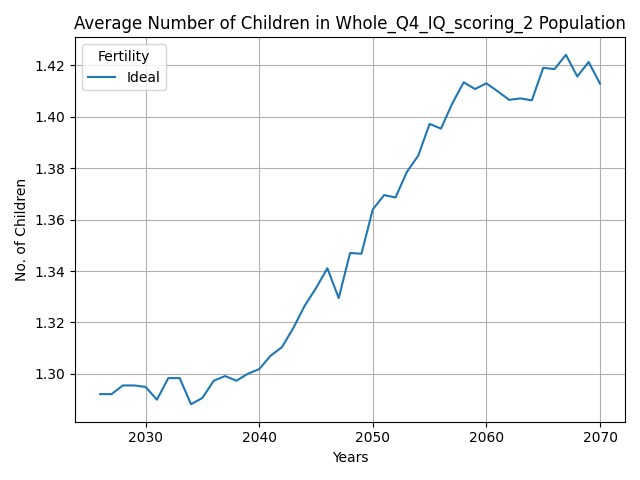 Average Number of Children in Whole_Q4_IQ_scoring_2 Population
Fertility
Ideal
1.42
1.40
1.38
1.36
1.34
1.32
1.30
No. of Children
2030 2040 2050 2060 2070
Years